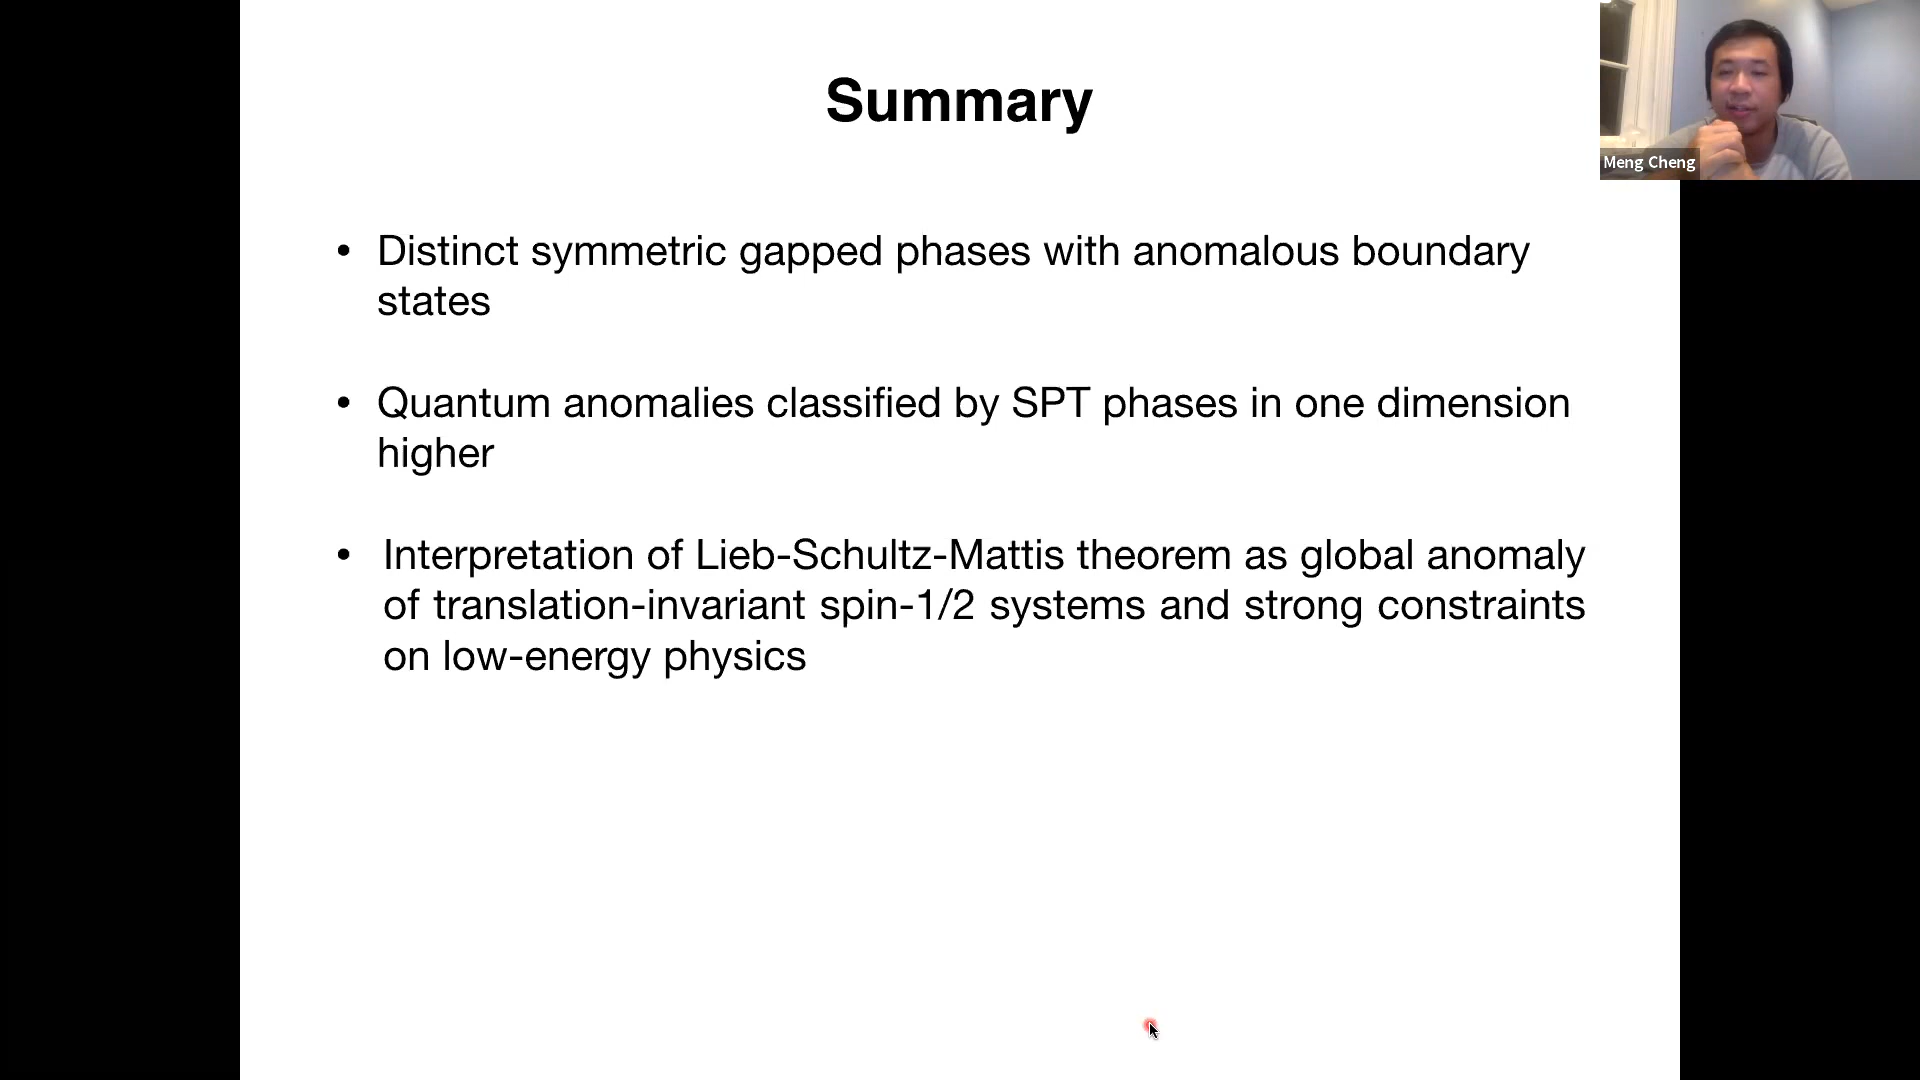 Summary
Meng Cheng
• Distinct symmetric gapped phases with anomalous boundary
states
• Quantum anomalies classified by SPT phases in one dimension
higher
• Interpretation of Lieb-Schultz-Mattis theorem as global anomaly
of translation-invariant spin-1/2 systems and strong constraints
on low-energy physics